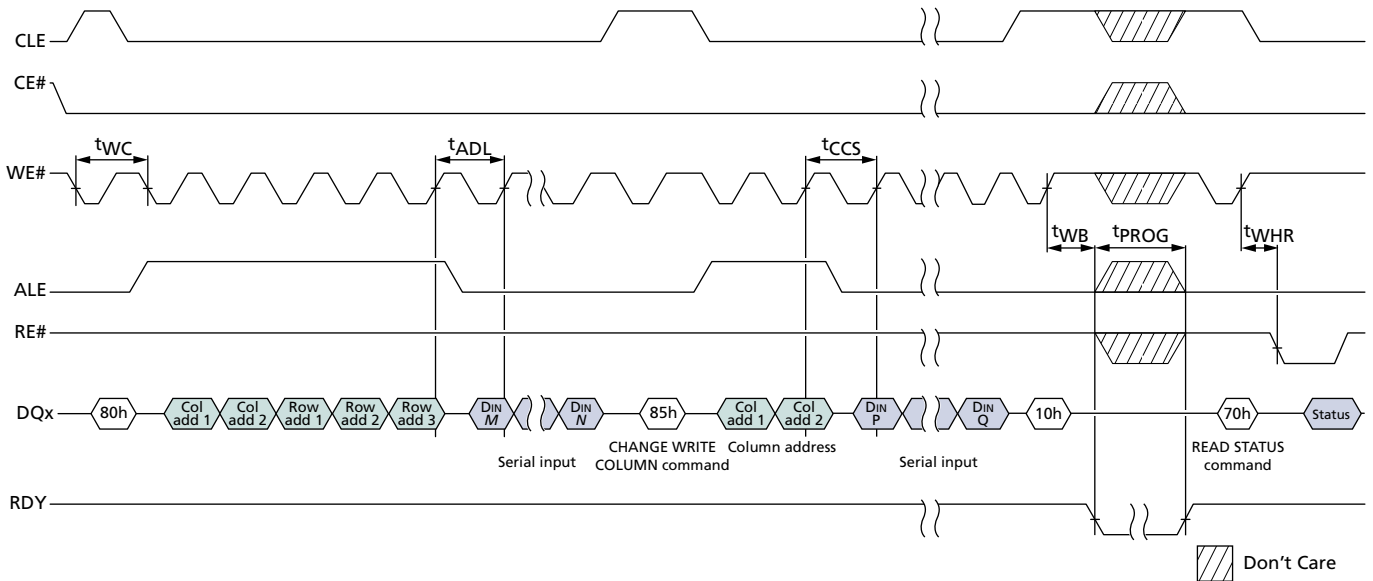 CLE
CE#
tWC
tADL
tCCS
WE#
tWB
tPROG
tWHR
ALE
RE#
DQx
80h
Col
add 1
Col
add 2
Row
add 1
Row
add 2
Row
add 3
DIN
M
DIN
N
85h
Col
add 1
Col
add 2
DIN
P
DIN
Q
10h
70h
Status
Serial input
CHANGE WRITE
COLUMN command
Column address
Serial input
READ STATUS
command
RDY
Don't Care